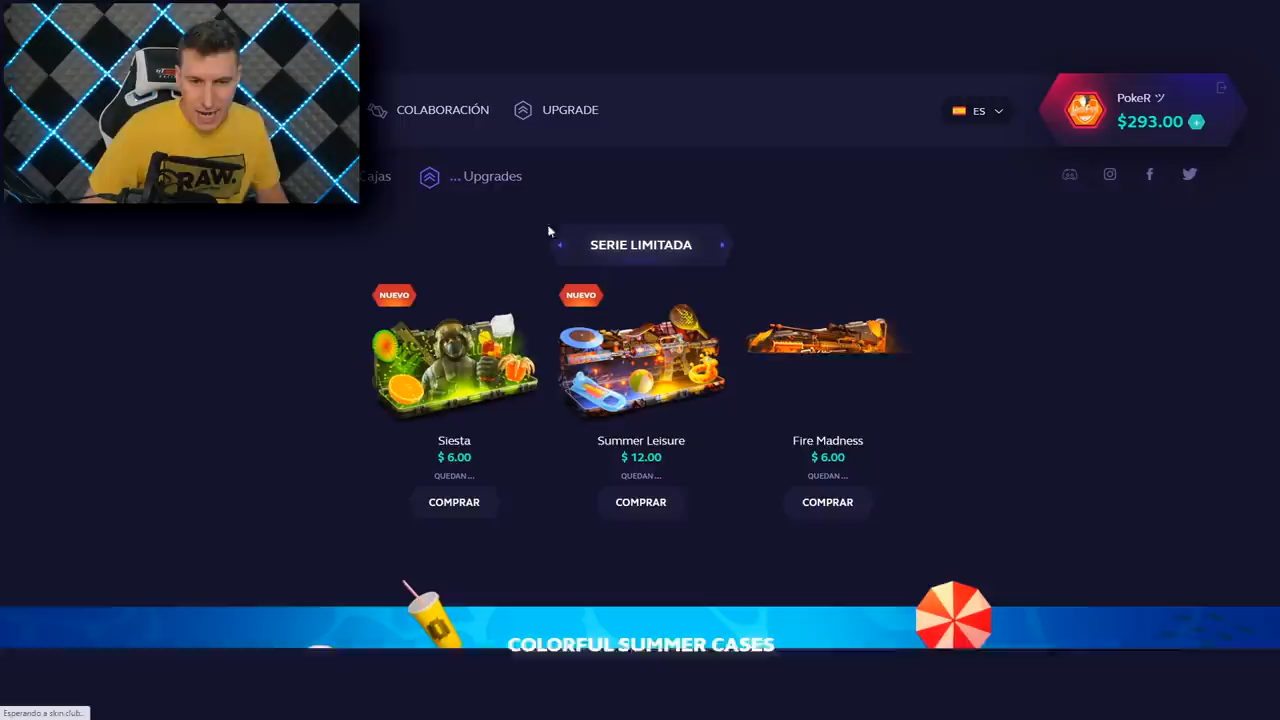 RAW.
COLABORACIÓN
UPGRADE
ES
PokeR ツ
$293.00
Cajas
... Upgrades
SERIE LIMITADA
NUEVO
NUEVO
Siesta
Summer Leisure
Fire Madness
$ 6.00
$ 12.00
$ 6.00
QUEDAN ...
QUEDAN ...
QUEDAN ...
COMPRAR
COMPRAR
COMPRAR
COLORFUL SUMMER CASES
Esperando a skin.club...